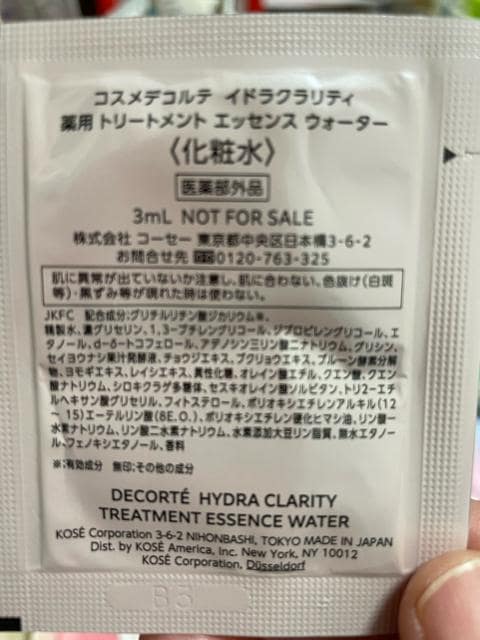 コスメデコルテ イドラクラリティ
薬用 トリートメント エッセンス ウォーター
〈化粧水〉
医薬部外品
3mL NOT FOR SALE
株式会社 コーセー 東京都中央区日本橋3-6-2
お問合せ先 0120-763-325
肌に異常が出ていないか注意し、肌に合わない、色抜け(白斑
等)・黒ずみ等が現れた時は使わない。
JKFC 配合成分:グリチルリチン酸ジカリウム※、
精製水、濃グリセリン、1,3-ブチレングリコール、ジプロピレングリコール、エ
タノール、d-δ-トコフェロール、アデノシン三リン酸二ナトリウム、グリシン、
セイヨウナシ果汁発酵液、チョウジエキス、ブクリョウエキス、プルーン酵素分解
物、ヨモギエキス、レイシエキス、異性化糖、オレイン酸エチル、クエン酸、クエン
酸ナトリウム、シロキクラゲ多糖体、セスキオレイン酸ソルビタン、トリ2-エチ
ルヘキサン酸グリセリル、フィトステロール、ポリオキシエチレンアルキル(12
～15)エーテルリン酸(8E.O.)、ポリオキシエチレン硬化ヒマシ油、リン酸一
水素ナトリウム、リン酸二水素ナトリウム、水素添加大豆リン脂質、無水エタノー
ル、フェノキシエタノール、香料
※:有効成分 無印:その他の成分
DECORTÉ HYDRA CLARITY
TREATMENT ESSENCE WATER
KOSÉ Corporation 3-6-2 NIHONBASHI, TOKYO MADE IN JAPAN
Dist. by KOSÉ America, Inc. New York, NY 10012
KOSÉ Corporation, Düsseldorf